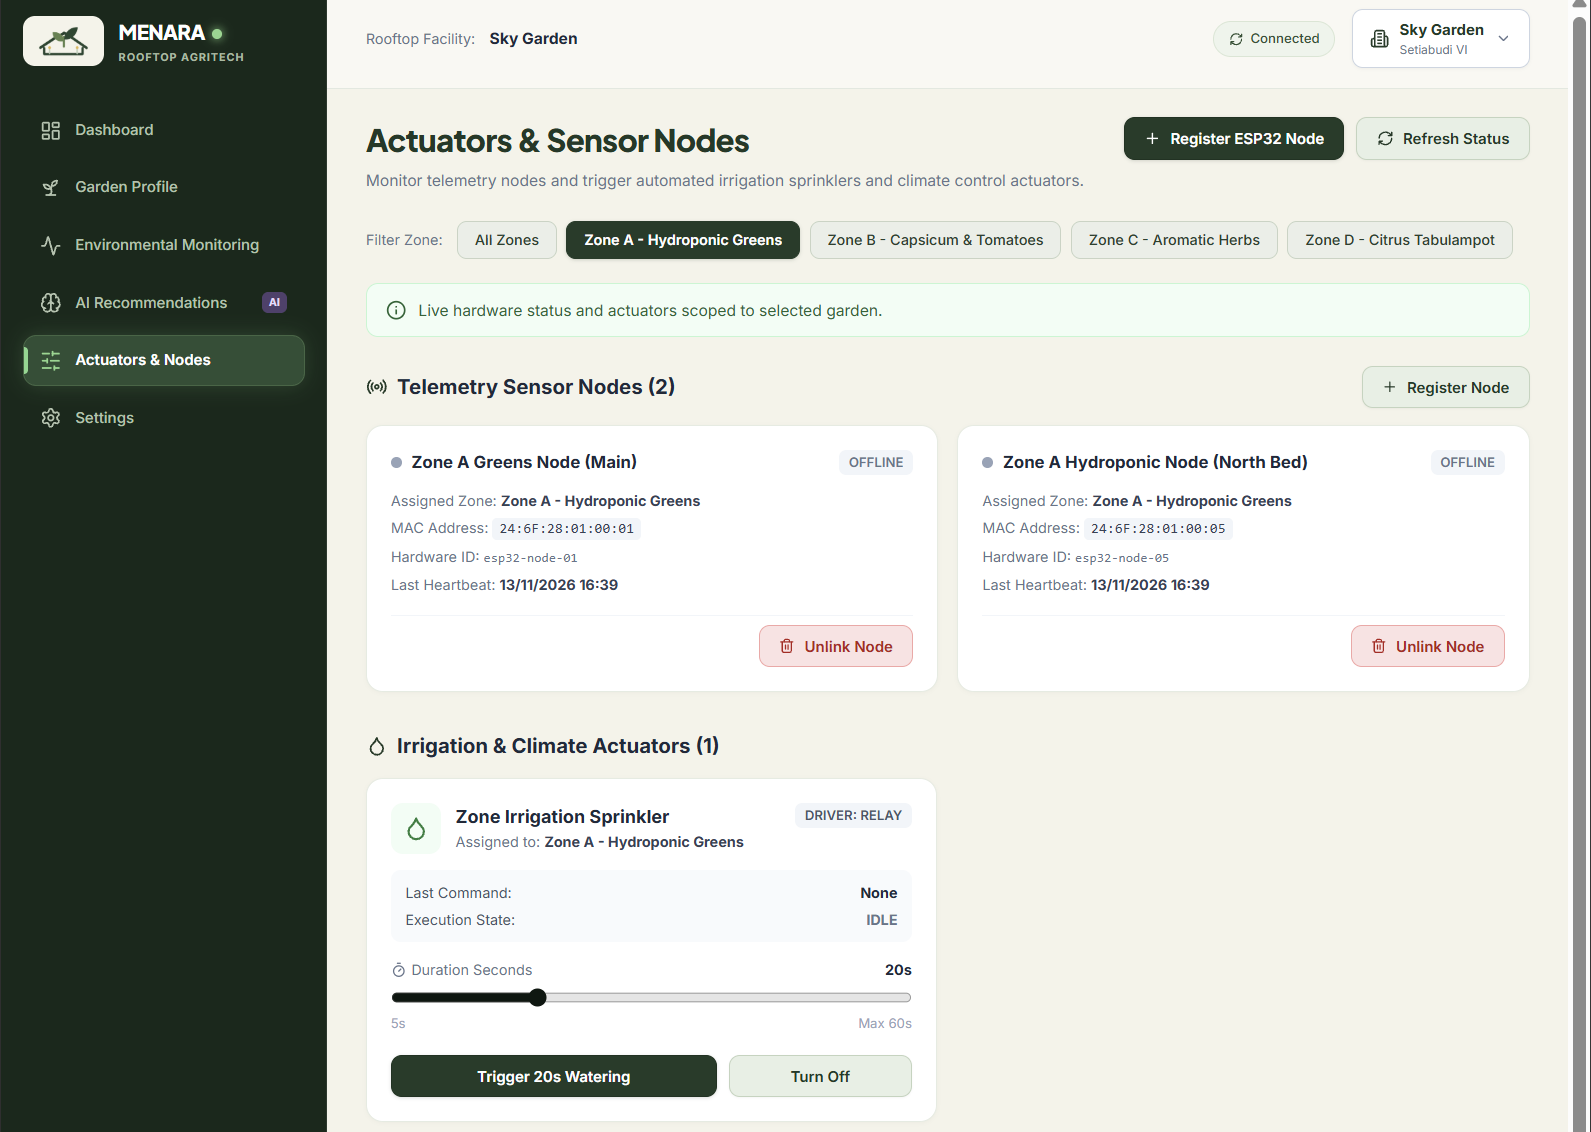 MENARA
ROOFTOP AGRITECH
Dashboard
Garden Profile
Environmental Monitoring
AI Recommendations AI
Actuators & Nodes
Settings
Rooftop Facility: Sky Garden
Connected
Sky Garden
Setiabudi VI
Actuators & Sensor Nodes
Register ESP32 Node
Refresh Status
Monitor telemetry nodes and trigger automated irrigation sprinklers and climate control actuators.
Filter Zone: All Zones Zone A - Hydroponic Greens Zone B - Capsicum & Tomatoes Zone C - Aromatic Herbs Zone D - Citrus Tabulampot
Live hardware status and actuators scoped to selected garden.
Telemetry Sensor Nodes (2)
Register Node
Zone A Greens Node (Main) OFFLINE
Assigned Zone: Zone A - Hydroponic Greens
MAC Address: 24:6F:28:01:00:01
Hardware ID: esp32-node-01
Last Heartbeat: 13/11/2026 16:39
Unlink Node
Zone A Hydroponic Node (North Bed) OFFLINE
Assigned Zone: Zone A - Hydroponic Greens
MAC Address: 24:6F:28:01:00:05
Hardware ID: esp32-node-05
Last Heartbeat: 13/11/2026 16:39
Unlink Node
Irrigation & Climate Actuators (1)
Zone Irrigation Sprinkler DRIVER: RELAY
Assigned to: Zone A - Hydroponic Greens
Last Command: None
Execution State: IDLE
Duration Seconds 20s
5s Max 60s
Trigger 20s Watering Turn Off